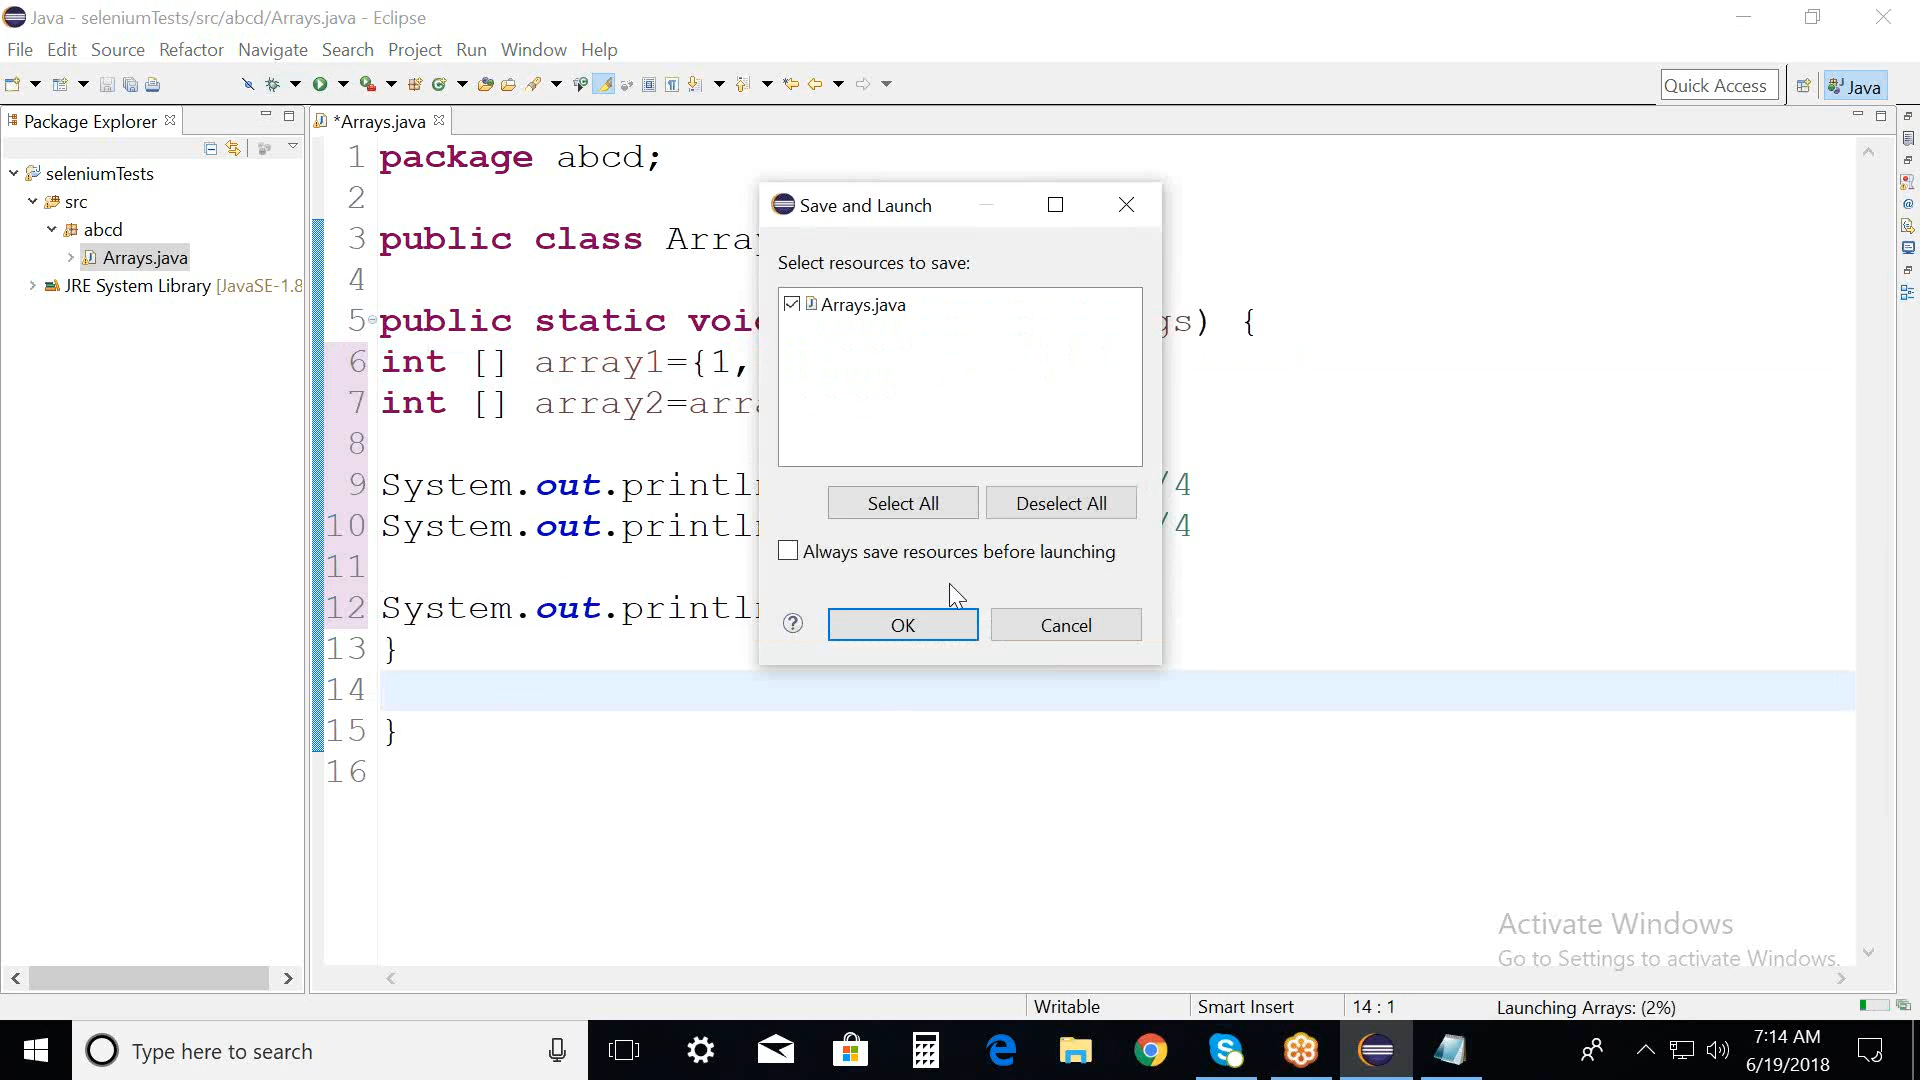 Java - seleniumTests/src/abcd/Arrays.java - Eclipse
File Edit Source Refactor Navigate Search Project Run Window Help
Quick Access
Java
Package Explorer
*Arrays.java
seleniumTests
src
abcd
Arrays.java
JRE System Library [JavaSE-1.8
1 package abcd;
2
3 public class Array
4
5 public static void gs) {
6 int [] array1={1,
7 int [] array2=arr
8
9 System.out.println /4
10 System.out.println /4
11
12 System.out.println
13 }
14
15 }
16
Save and Launch
Select resources to save:
Arrays.java
Select All Deselect All
Always save resources before launching
? OK Cancel
Activate Windows
Go to Settings to activate Windows.
Writable Smart Insert 14 : 1 Launching Arrays: (2%)
Type here to search
7:14 AM
6/19/2018